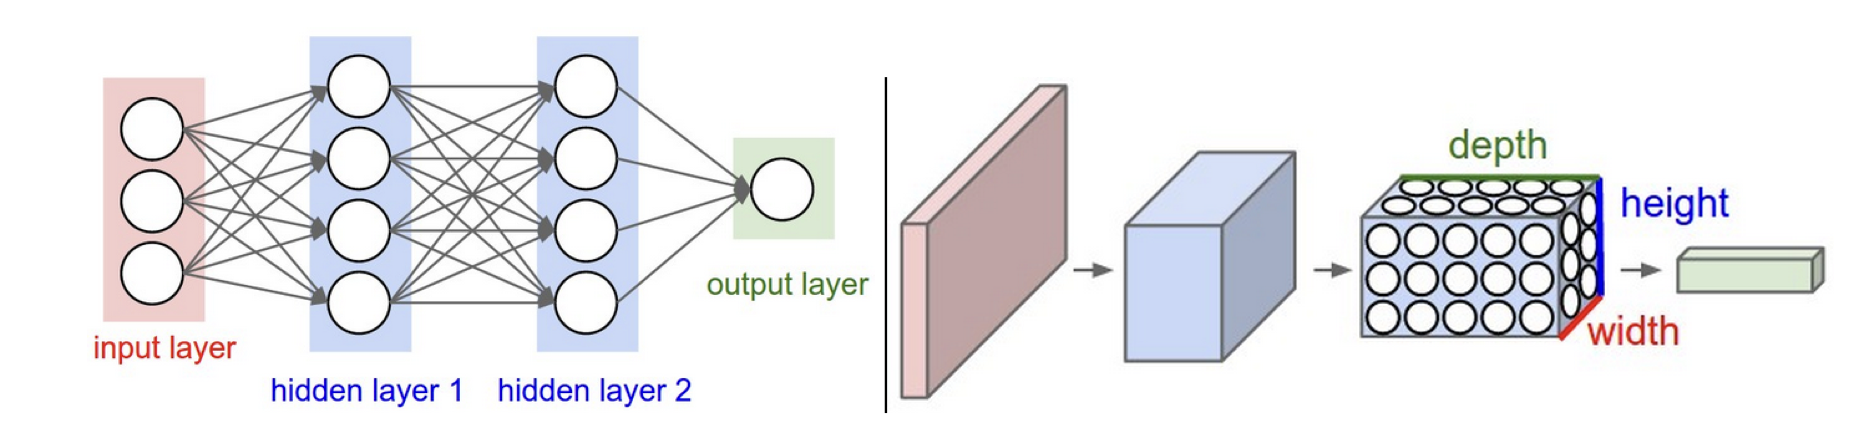 input layer
hidden layer 1
hidden layer 2
output layer
depth
height
width